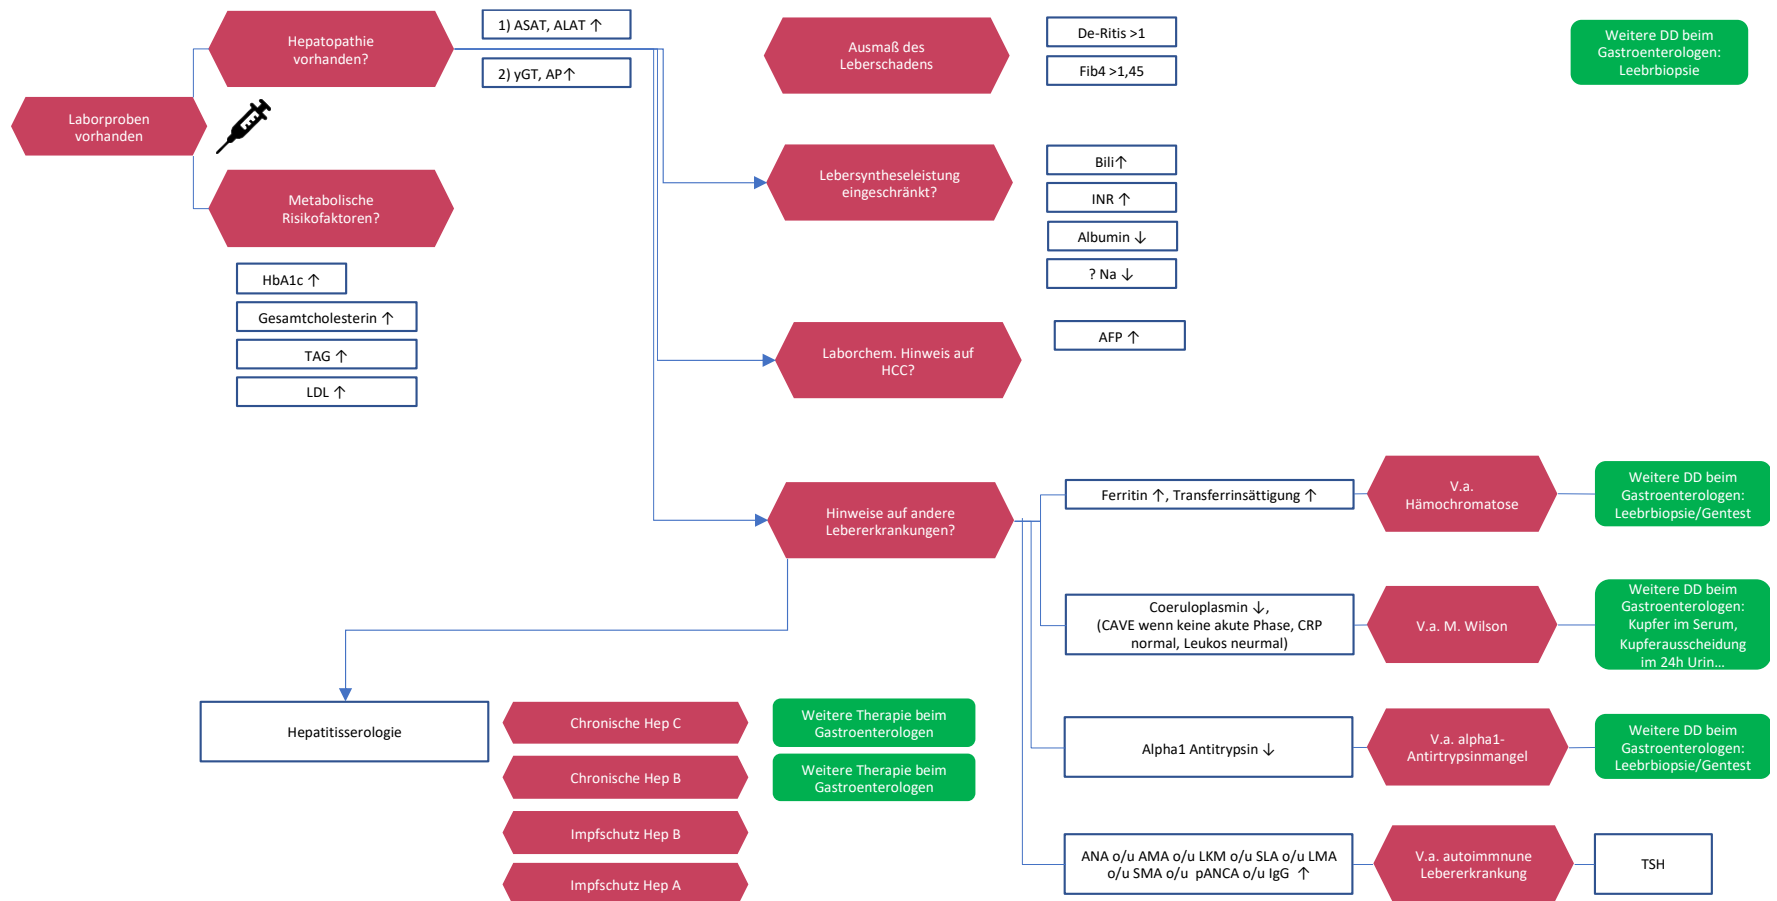 Laborproben
vorhanden
Hepatopathie
vorhanden?
1) ASAT, ALAT ↑
2) yGT, AP↑
Metabolische
Risikofaktoren?
HbA1c ↑
Gesamtcholesterin ↑
TAG ↑
LDL ↑
Ausmaß des
Leberschadens
De-Ritis >1
Fib4 >1,45
Weitere DD beim
Gastroenterologen:
Leebrbiopsie
Lebersyntheseleistung
eingeschränkt?
Bili↑
INR ↑
Albumin ↓
? Na ↓
Laborchem. Hinweis auf
HCC?
AFP ↑
Hinweise auf andere
Lebererkrankungen?
Ferritin ↑, Transferrinsättigung ↑
V.a.
Hämochromatose
Weitere DD beim
Gastroenterologen:
Leebrbiopsie/Gentest
Coeruloplasmin ↓,
(CAVE wenn keine akute Phase, CRP
normal, Leukos neurmal)
V.a. M. Wilson
Weitere DD beim
Gastroenterologen:
Kupfer im Serum,
Kupferausscheidung
im 24h Urin...
Alpha1 Antitrypsin ↓
V.a. alpha1-
Antirtrypsinmangel
Weitere DD beim
Gastroenterologen:
Leebrbiopsie/Gentest
ANA o/u AMA o/u LKM o/u SLA o/u LMA
o/u SMA o/u pANCA o/u IgG ↑
V.a. autoimmnune
Lebererkrankung
TSH
Hepatitisserologie
Chronische Hep C
Weitere Therapie beim
Gastroenterologen
Chronische Hep B
Weitere Therapie beim
Gastroenterologen
Impfschutz Hep B
Impfschutz Hep A